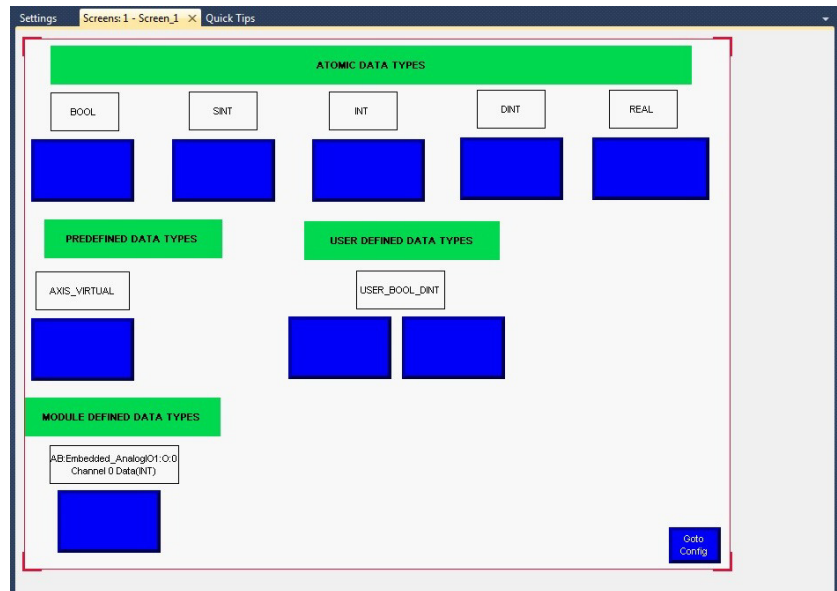 Settings
Screens: 1 - Screen_1
Quick Tips
ATOMIC DATA TYPES
BOOL
SINT
INT
DINT
REAL
PREDEFINED DATA TYPES
USER DEFINED DATA TYPES
AXIS_VIRTUAL
USER_BOOL_DINT
MODULE DEFINED DATA TYPES
AB:Embedded_AnalogIO1:O:0
Channel 0 Data(INT)
Goto
Config